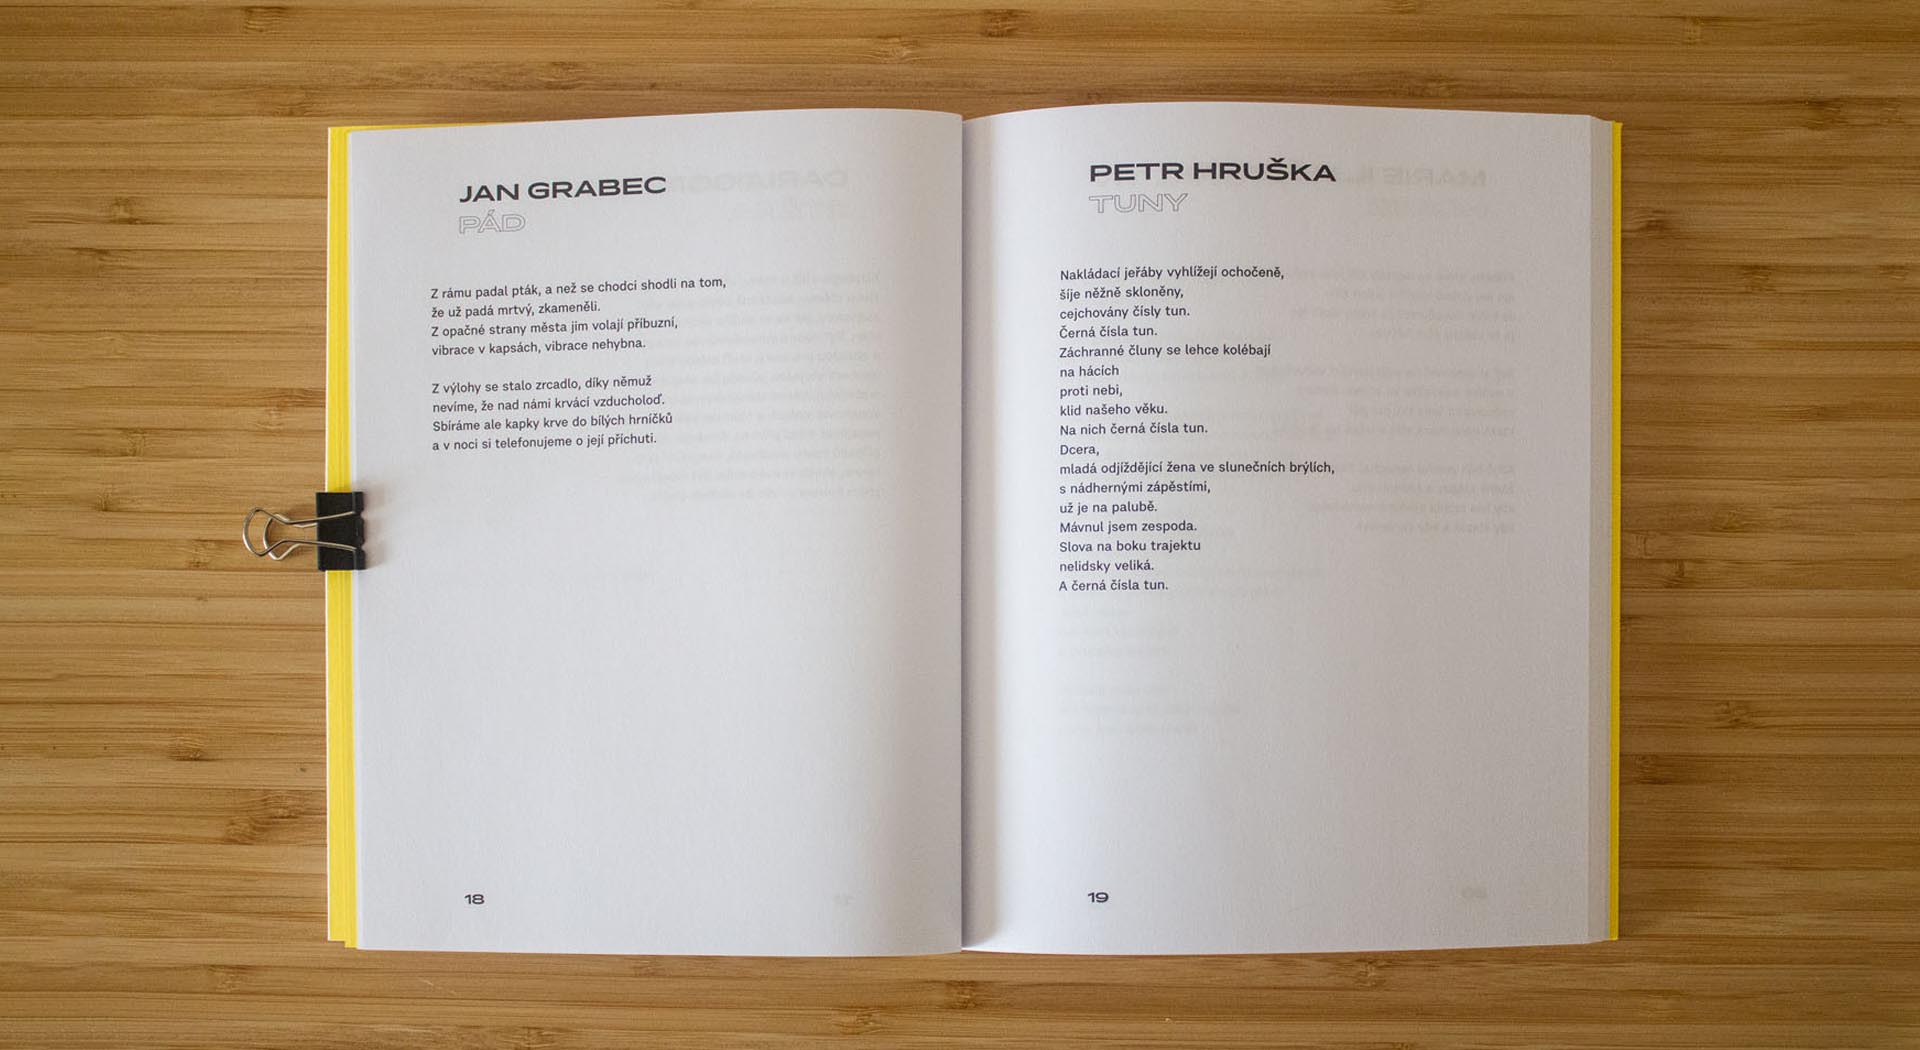 JAN GRABEC
PÁD
Z rámu padal pták, a než se chodci shodli na tom,
že už padá mrtvý, zkameněli.
Z opačné strany města jim volají příbuzní,
vibrace v kapsách, vibrace nehybna.
Z výlohy se stalo zrcadlo, díky němuž
nevíme, že nad námi krvácí vzducholoď.
Sbíráme ale kapky krve do bílých hrníčků
a v noci si telefonujeme o její příchuti.
18
PETR HRUŠKA
TUNY
Nakládací jeřáby vyhlížejí ochočeně,
šíje něžně skloněny,
cejchovány čísly tun.
Černá čísla tun.
Záchranné čluny se lehce kolébají
na hácích
proti nebi,
klid našeho věku.
Na nich černá čísla tun.
Dcera,
mladá odjíždějící žena ve slunečních brýlích,
s nádhernými zápěstími,
už je na palubě.
Mávnul jsem zespoda.
Slova na boku trajektu
nelidsky veliká.
A černá čísla tun.
19